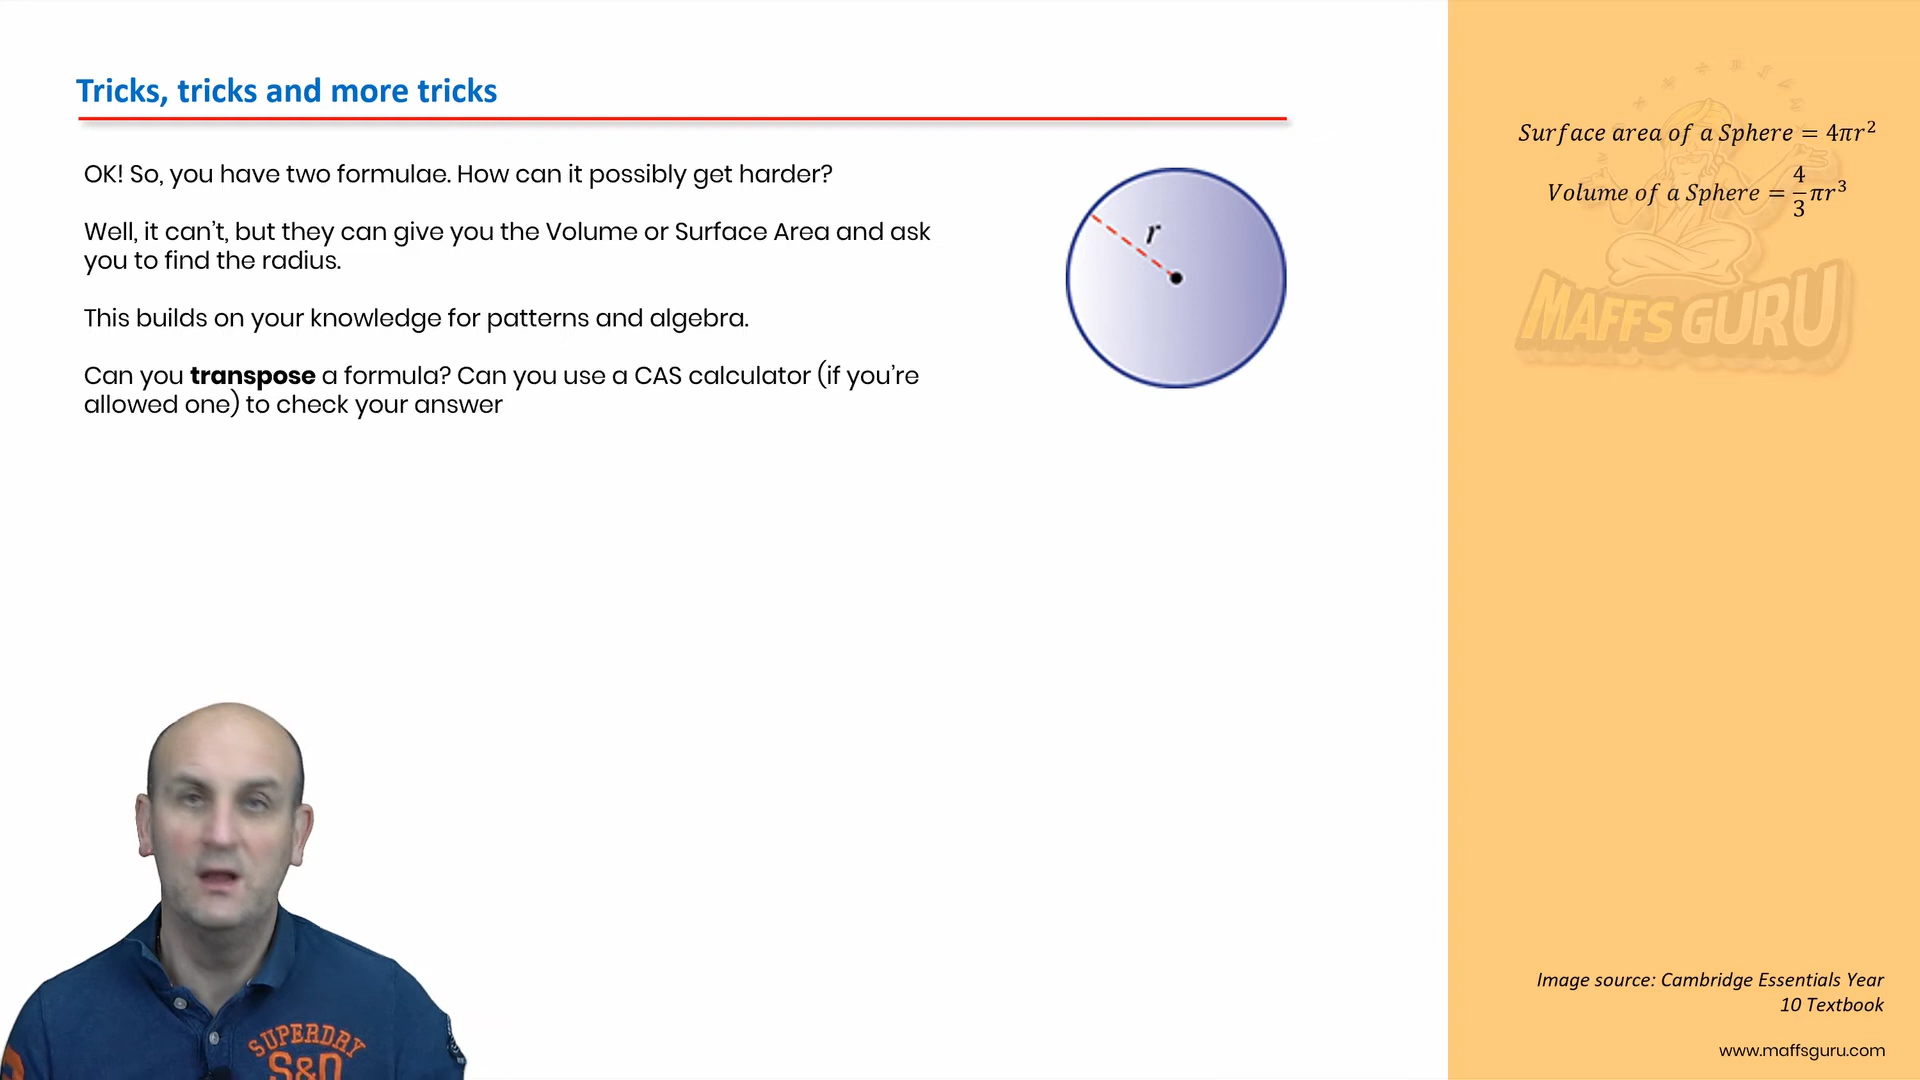 Tricks, tricks and more tricks
OK! So, you have two formulae. How can it possibly get harder?
Well, it can’t, but they can give you the Volume or Surface Area and ask
you to find the radius.
This builds on your knowledge for patterns and algebra.
Can you transpose a formula? Can you use a CAS calculator (if you’re
allowed one) to check your answer
r
Surface area of a Sphere = 4πr²
Volume of a Sphere = 4/3 πr³
MAFFS GURU
Image source: Cambridge Essentials Year
10 Textbook
www.maffsguru.com
SUPERDRY
S&D